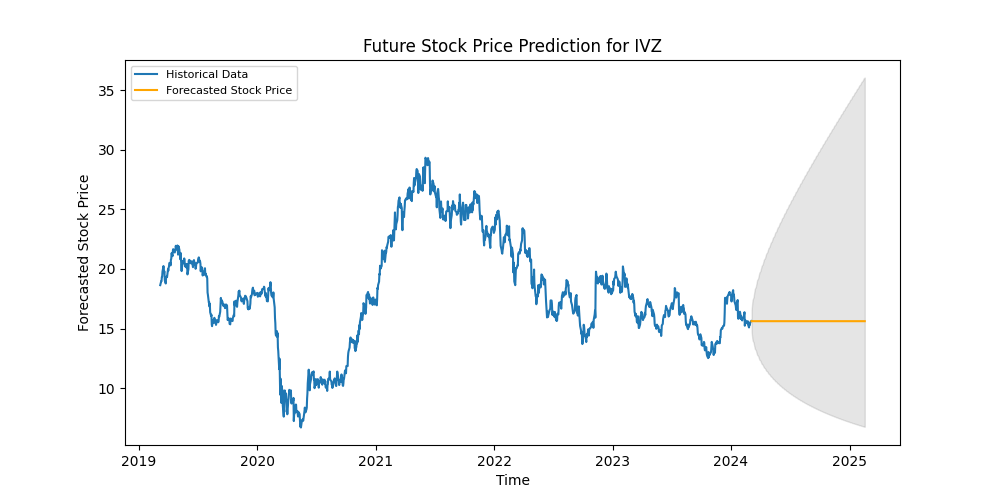 Future Stock Price Prediction for IVZ
Historical Data
Forecasted Stock Price
Forecasted Stock Price
35
30
25
20
15
10
2019
2020
2021
2022
2023
2024
2025
Time